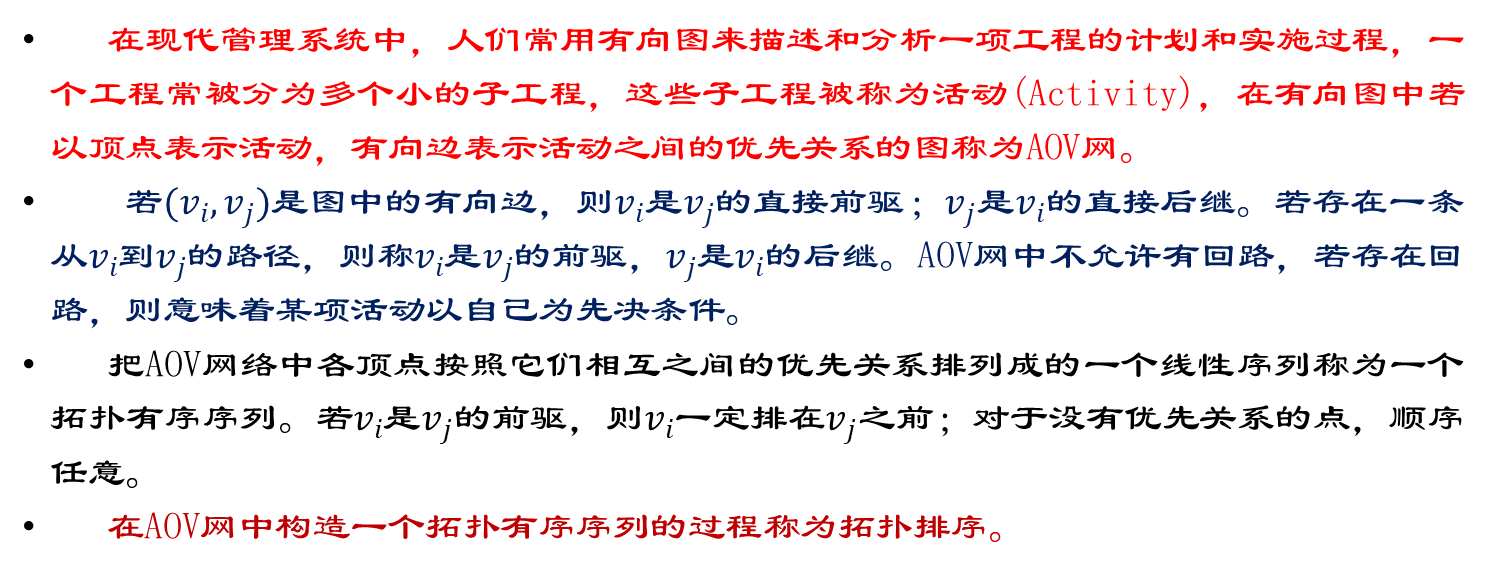 • 在现代管理系统中，人们常用有向图来描述和分析一项工程的计划和实施过程，一
个工程常被分为多个小的子工程，这些子工程被称为活动(Activity)，在有向图中若
以顶点表示活动，有向边表示活动之间的优先关系的图称为AOV网。
• 若(vᵢ, vⱼ)是图中的有向边，则vᵢ是vⱼ的直接前驱；vⱼ是vᵢ的直接后继。若存在一条
从vᵢ到vⱼ的路径，则称vᵢ是vⱼ的前驱，vⱼ是vᵢ的后继。AOV网中不允许有回路，若存在回
路，则意味着某项活动以自己为先决条件。
• 把AOV网络中各顶点按照它们相互之间的优先关系排列成的一个线性序列称为一个
拓扑有序序列。若vᵢ是vⱼ的前驱，则vᵢ一定排在vⱼ之前；对于没有优先关系的点，顺序
任意。
• 在AOV网中构造一个拓扑有序序列的过程称为拓扑排序。